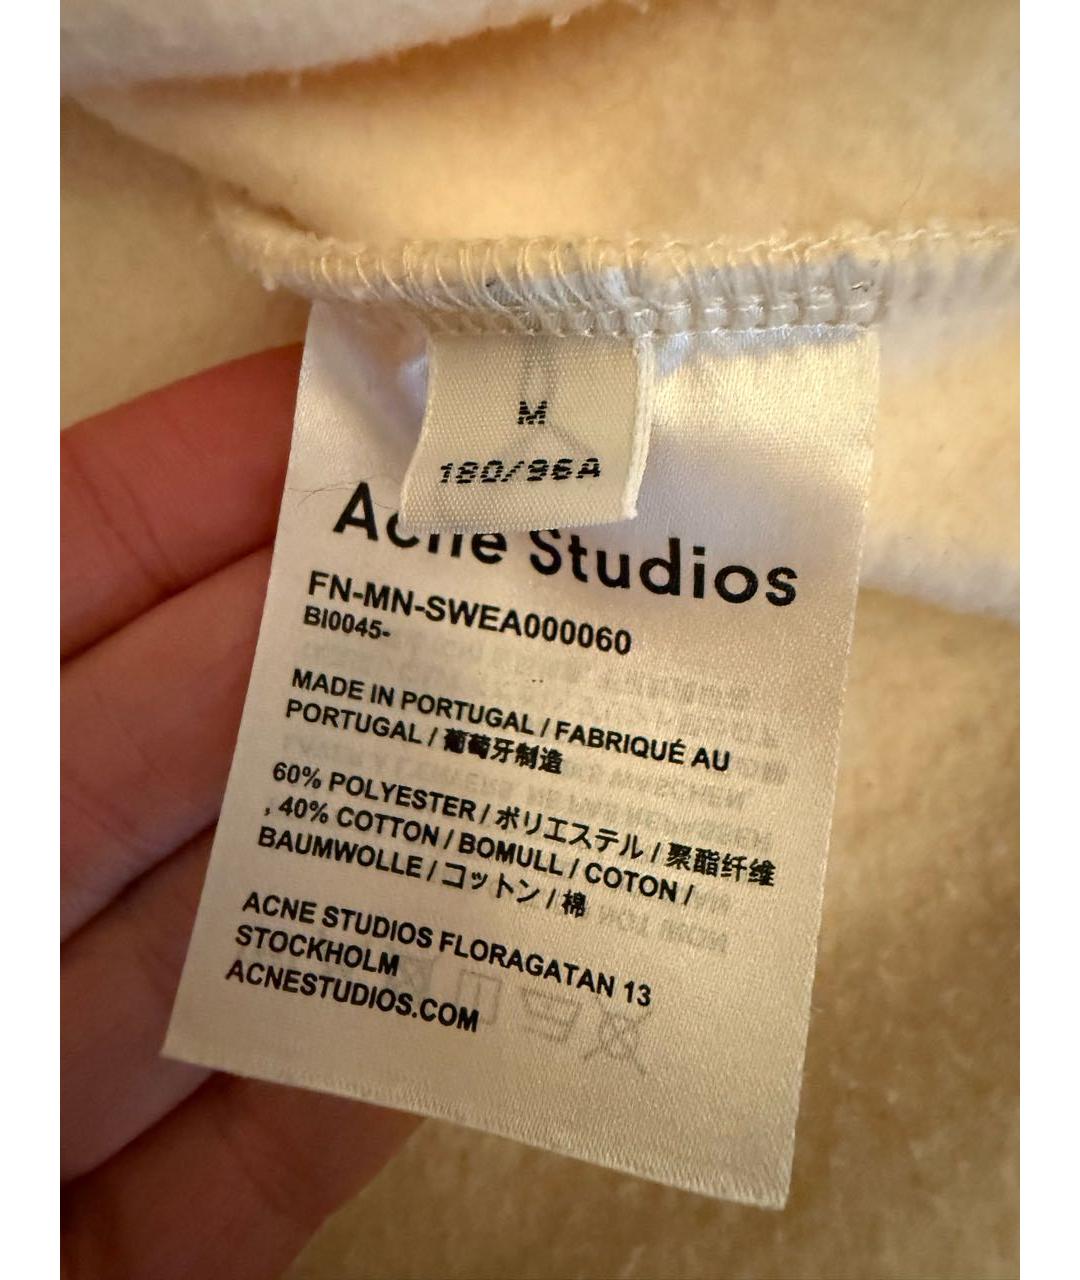 M
180/96A
Acne Studios
FN-MN-SWEA000060
BI0045-
MADE IN PORTUGAL / FABRIQUÉ AU
PORTUGAL / 葡萄牙制造
60% POLYESTER / ポリエステル / 聚酯纤维
, 40% COTTON / BOMULL / COTON /
BAUMWOLLE / コットン / 棉
ACNE STUDIOS FLORAGATAN 13
STOCKHOLM
ACNESTUDIOS.COM